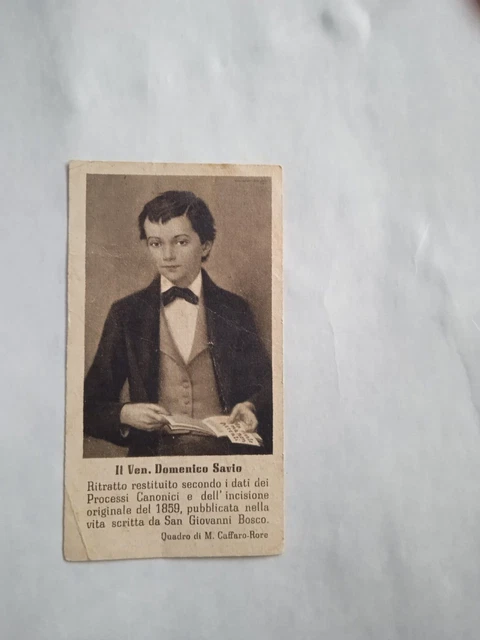 Il Ven. Domenico Savio
Ritratto restituito secondo i dati dei
Processi Canonici e dell'incisione
originale del 1859, pubblicata nella
vita scritta da San Giovanni Bosco.
Quadro di M. Caffaro-Rore